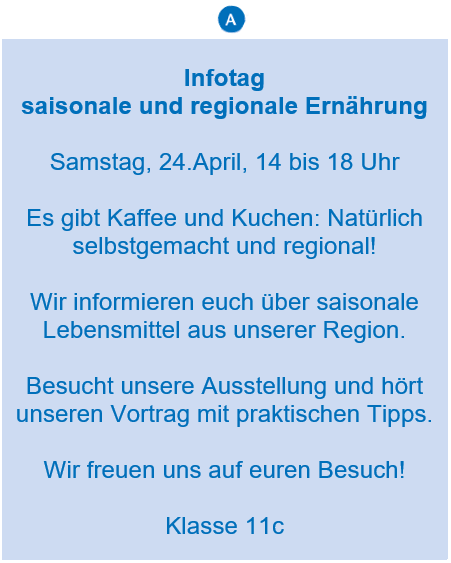 A
Infotag
saisonale und regionale Ernährung
Samstag, 24.April, 14 bis 18 Uhr
Es gibt Kaffee und Kuchen: Natürlich
selbstgemacht und regional!
Wir informieren euch über saisonale
Lebensmittel aus unserer Region.
Besucht unsere Ausstellung und hört
unseren Vortrag mit praktischen Tipps.
Wir freuen uns auf euren Besuch!
Klasse 11c